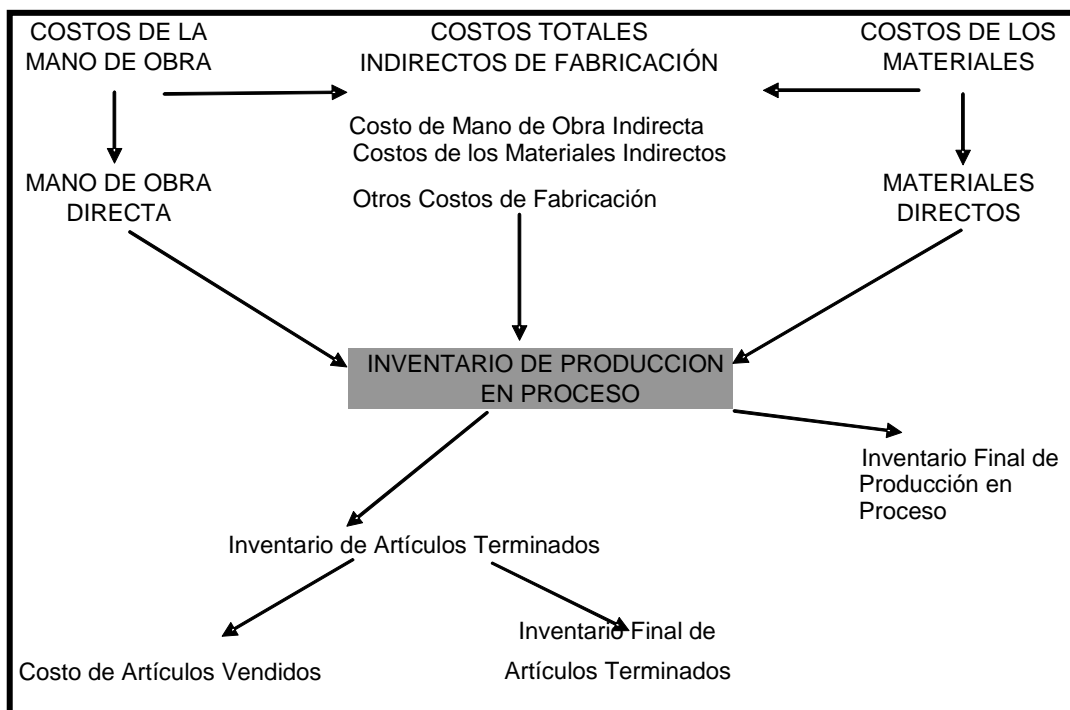 COSTOS DE LA
MANO DE OBRA
COSTOS TOTALES
INDIRECTOS DE FABRICACIÓN
COSTOS DE LOS
MATERIALES
Costo de Mano de Obra Indirecta
Costos de los Materiales Indirectos
Otros Costos de Fabricación
MANO DE OBRA
DIRECTA
MATERIALES
DIRECTOS
INVENTARIO DE PRODUCCION
EN PROCESO
Inventario Final de
Producción en
Proceso
Inventario de Artículos Terminados
Costo de Artículos Vendidos
Inventario Final de
Artículos Terminados